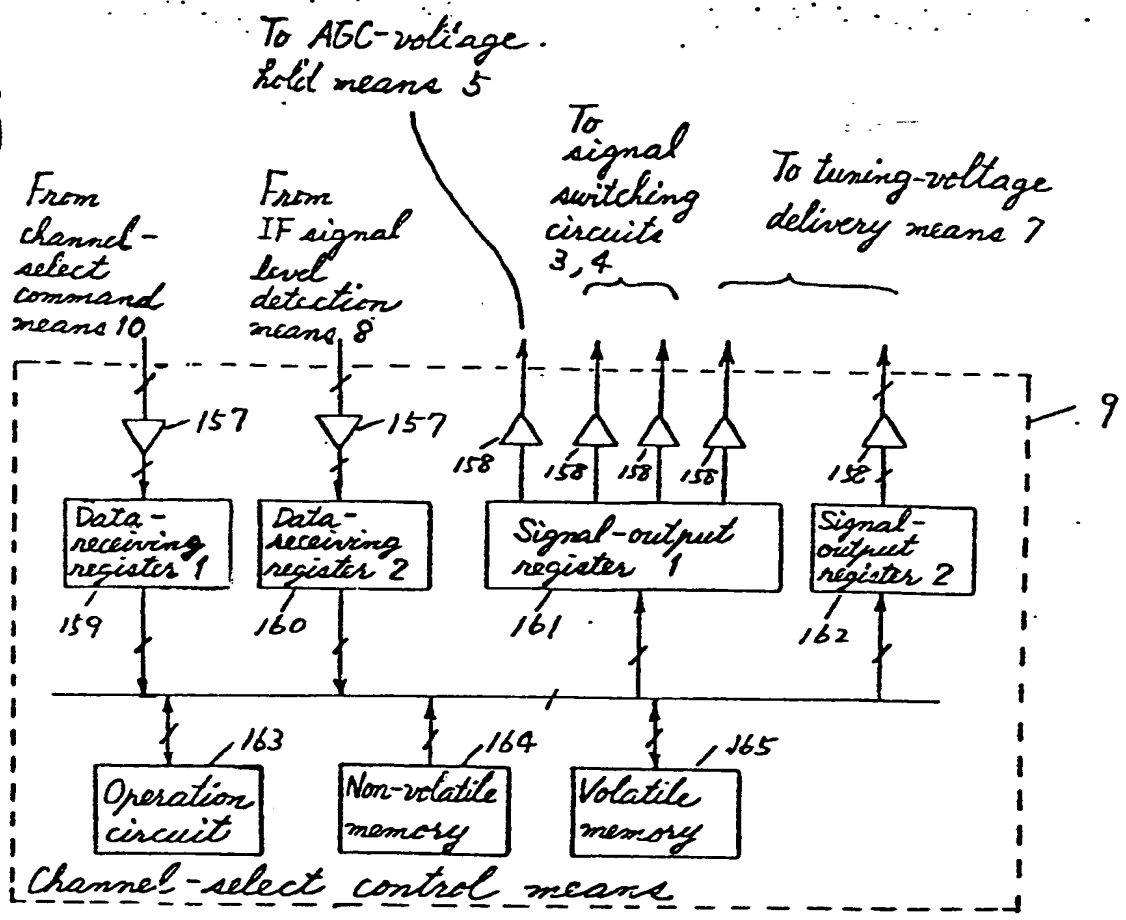 To AGC-voltage
hold means 5
To
signal
switching
circuits
3, 4
To tuning-voltage
delivery means 7
From
channel-
select
command
means 10
From
IF signal
level
detection
means 8
9
157
157
158
158
158
158
158
Data-
receiving
register 1
Data-
receiving
register 2
Signal-output
register 1
Signal-
output
register 2
159
160
161
162
163
164
165
Operation
circuit
Non-volatile
memory
Volatile
memory
Channel-select control means